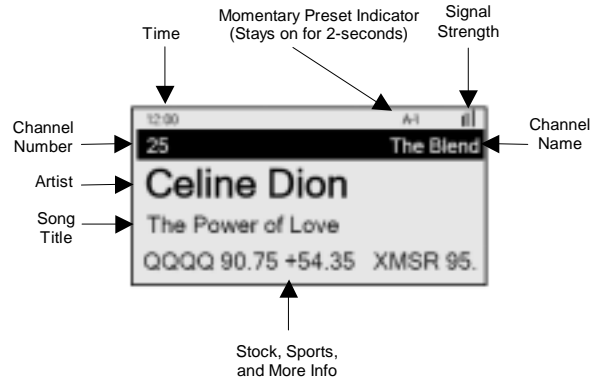 Momentary Preset Indicator
(Stays on for 2-seconds)
Signal
Strength
Time
12:00 A-1
Channel
Number
25 The Blend
Channel
Name
Artist
Celine Dion
Song
Title
The Power of Love
QQQQ 90.75 +54.35 XMSR 95.
Stock, Sports,
and More Info